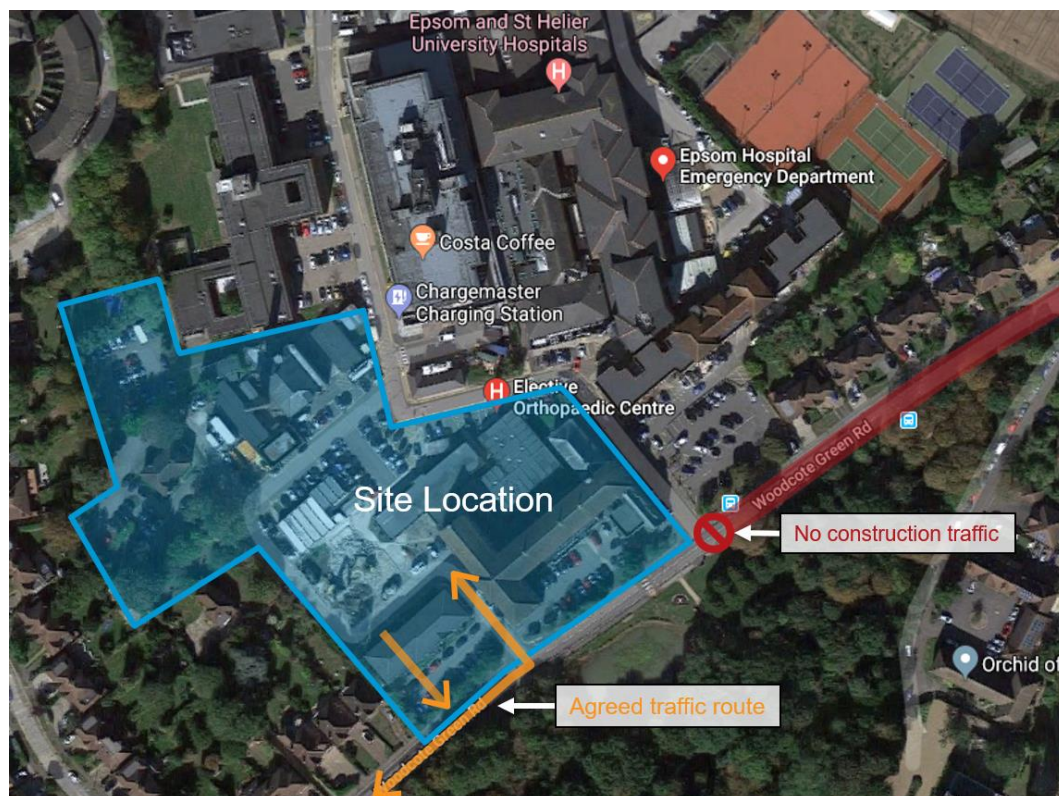 Epsom and St Helier
University Hospitals
Epsom Hospital
Emergency Department
Costa Coffee
Chargemaster
Charging Station
Elective
Orthopaedic Centre
Woodcote Green Rd
Site Location
No construction traffic
Orchid of
Agreed traffic route
Woodcote Green Rd